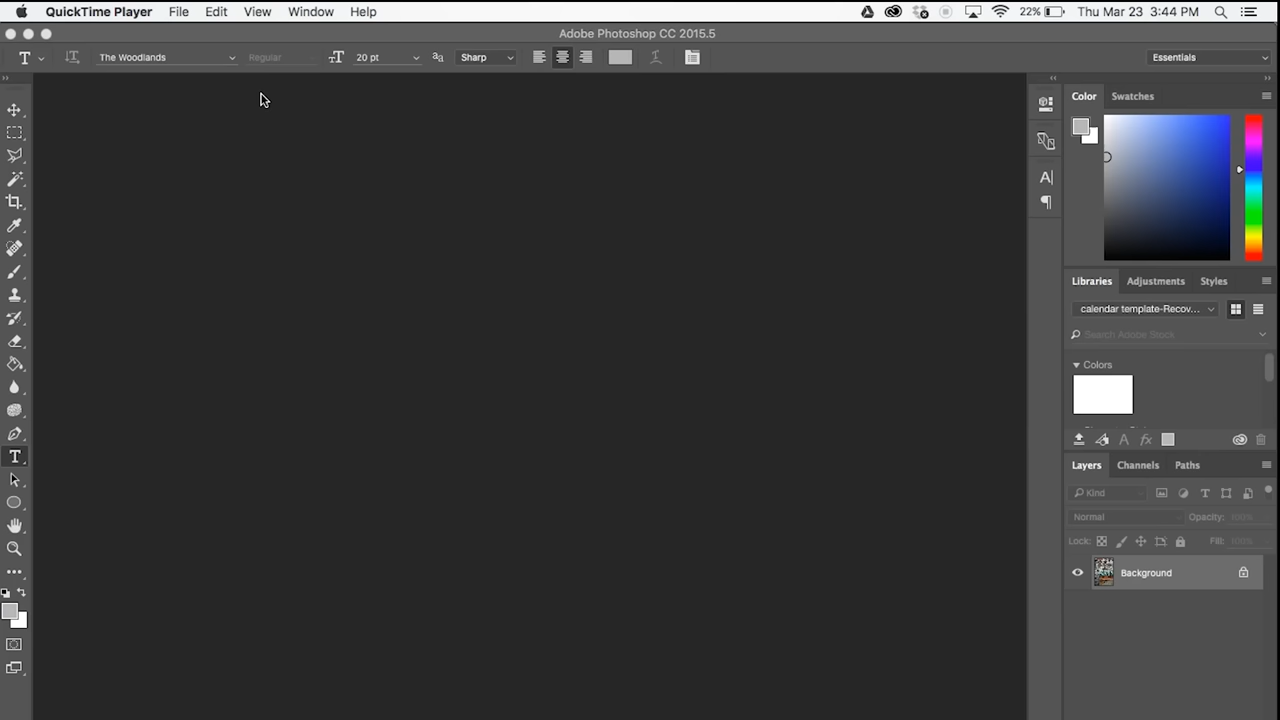 QuickTime Player File Edit View Window Help 22% Thu Mar 23 3:44 PM
Adobe Photoshop CC 2015.5
T The Woodlands Regular 20 pt Sharp Essentials
Color Swatches
A
Libraries Adjustments Styles
calendar template-Recov...
Search Adobe Stock
Colors
Layers Channels Paths
Kind
Normal Opacity: 100%
Lock: Fill: 100%
Background